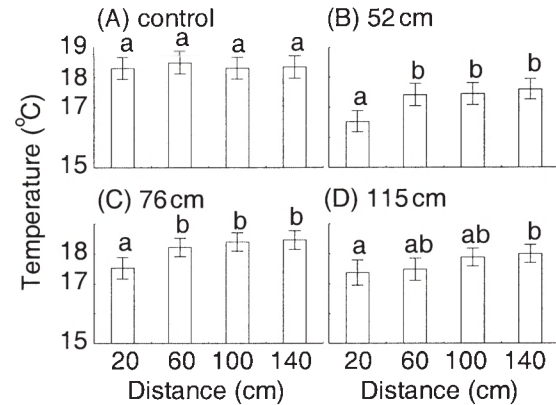 (A) control
(B) 52 cm
19
18
17
15
a a a a
a b b b
(C) 76 cm
(D) 115 cm
18
17
15
a b b b
a ab ab b
20 60 100 140
20 60 100 140
Distance (cm)
Distance (cm)
Temperature (°C)